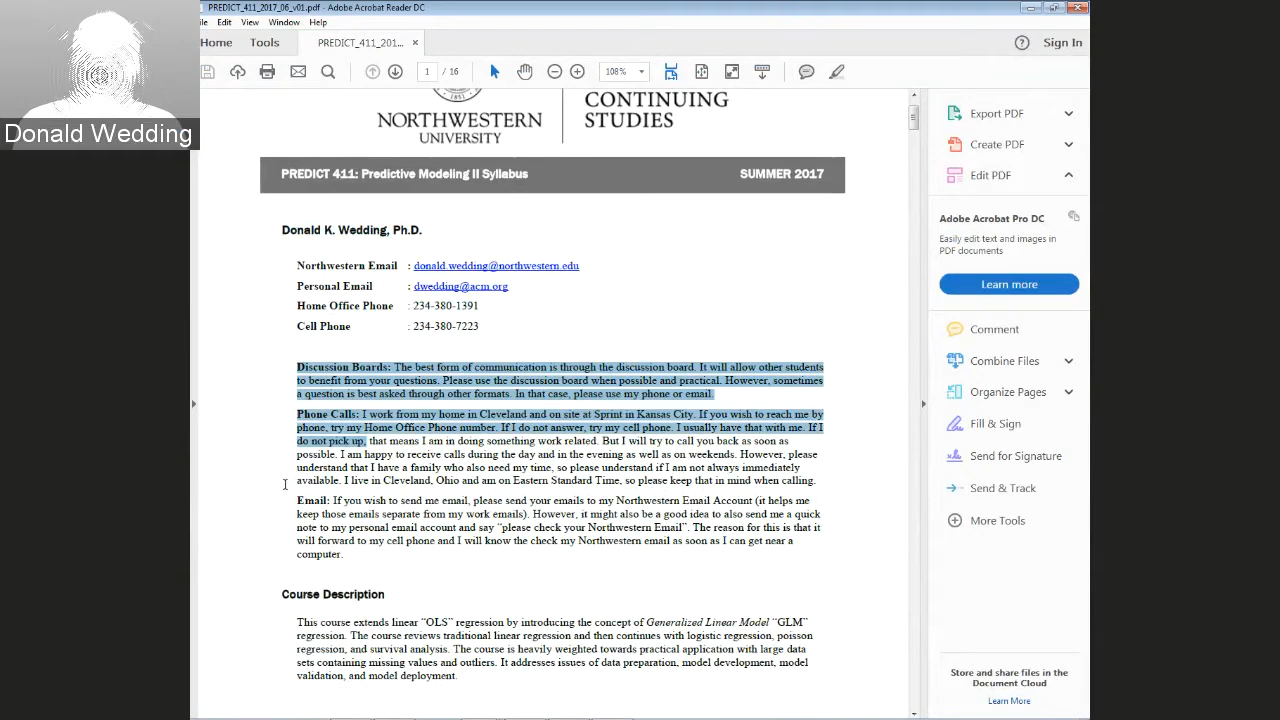 PREDICT_411_2017_06_v01.pdf - Adobe Acrobat Reader DC
ile Edit View Window Help
Home Tools PREDICT_411_201... × Sign In
1 / 16 108%
Donald Wedding
NORTHWESTERN
UNIVERSITY
CONTINUING
STUDIES
PREDICT 411: Predictive Modeling II Syllabus SUMMER 2017
Donald K. Wedding, Ph.D.
Northwestern Email : donald.wedding@northwestern.edu
Personal Email : dwedding@acm.org
Home Office Phone : 234-380-1391
Cell Phone : 234-380-7223
Discussion Boards: The best form of communication is through the discussion board. It will allow other students
to benefit from your questions. Please use the discussion board when possible and practical. However, sometimes
a question is best asked through other formats. In that case, please use my phone or email.
Phone Calls: I work from my home in Cleveland and on site at Sprint in Kansas City. If you wish to reach me by
phone, try my Home Office Phone number. If I do not answer, try my cell phone. I usually have that with me. If I
do not pick up, that means I am in doing something work related. But I will try to call you back as soon as
possible. I am happy to receive calls during the day and in the evening as well as on weekends. However, please
understand that I have a family who also need my time, so please understand if I am not always immediately
available. I live in Cleveland, Ohio and am on Eastern Standard Time, so please keep that in mind when calling.
Email: If you wish to send me email, please send your emails to my Northwestern Email Account (it helps me
keep those emails separate from my work emails). However, it might also be a good idea to also send me a quick
note to my personal email account and say “please check your Northwestern Email”. The reason for this is that it
will forward to my cell phone and I will know the check my Northwestern email as soon as I can get near a
computer.
Course Description
This course extends linear “OLS” regression by introducing the concept of Generalized Linear Model “GLM”
regression. The course reviews traditional linear regression and then continues with logistic regression, poisson
regression, and survival analysis. The course is heavily weighted towards practical application with large data
sets containing missing values and outliers. It addresses issues of data preparation, model development, model
validation, and model deployment.
Export PDF
Create PDF
Edit PDF
Adobe Acrobat Pro DC
Easily edit text and images in
PDF documents
Learn more
Comment
Combine Files
Organize Pages
Fill & Sign
Send for Signature
Send & Track
More Tools
Store and share files in the
Document Cloud
Learn More